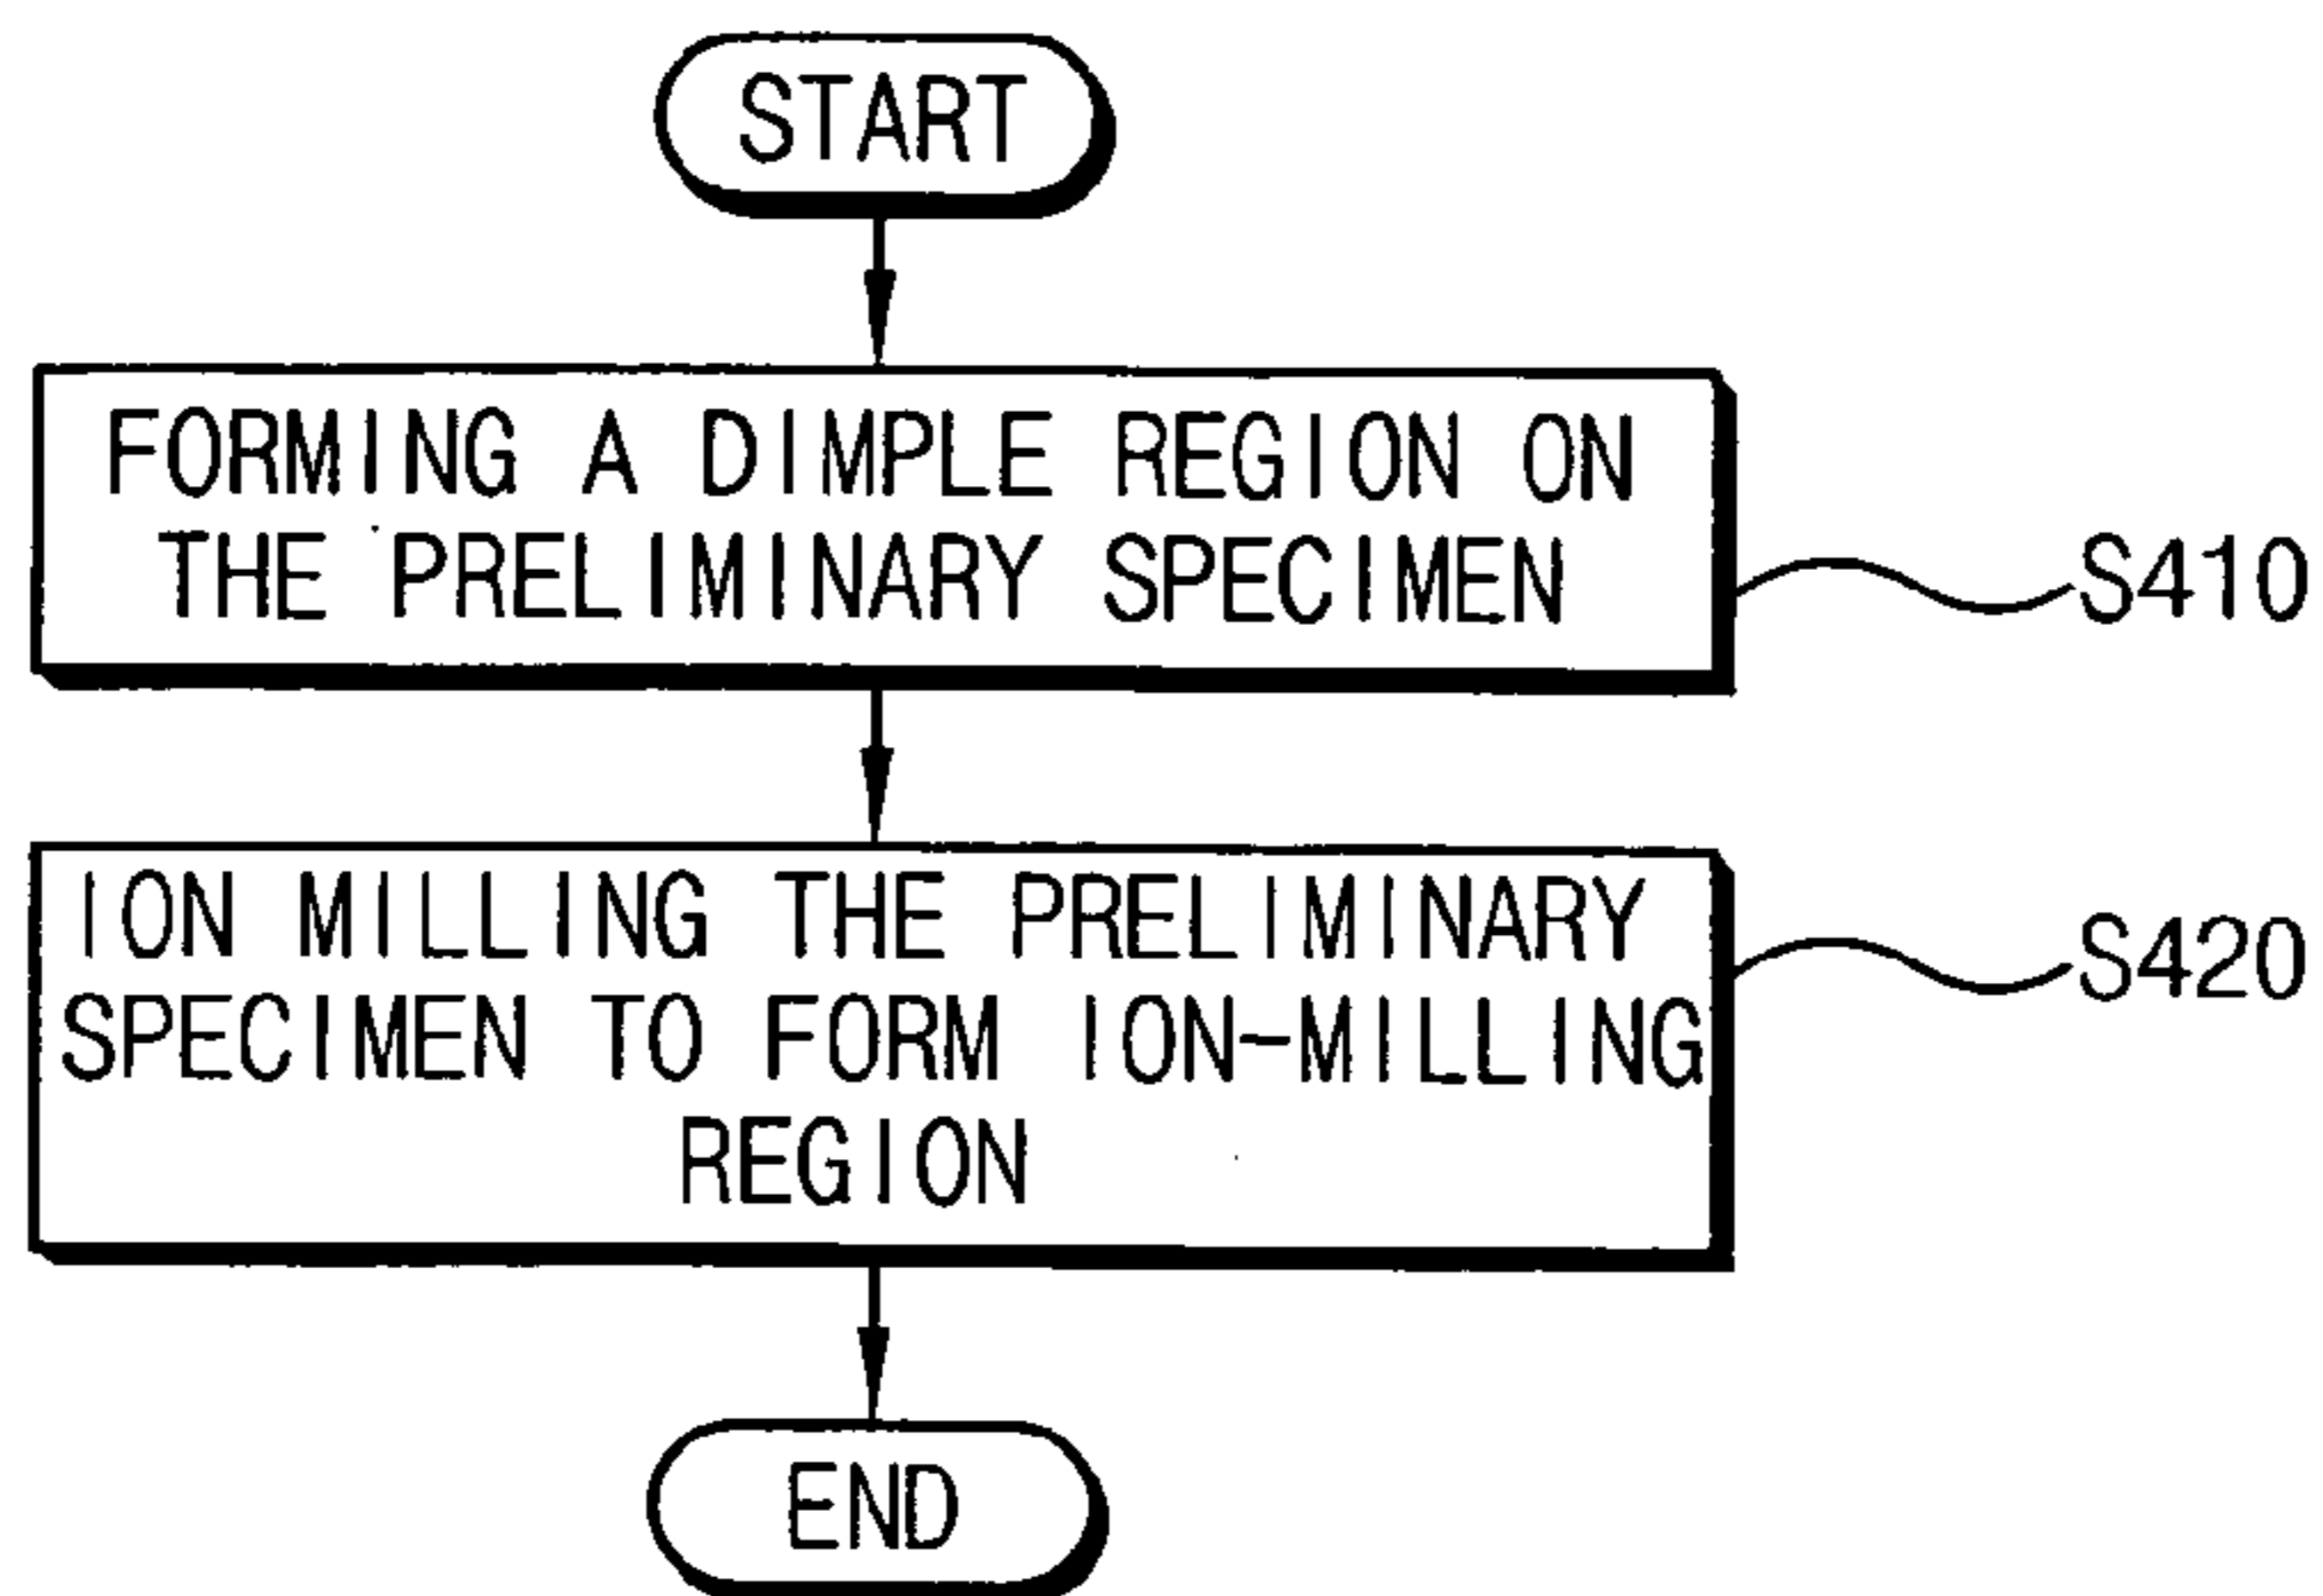 START
FORMING A DIMPLE REGION ON
THE PRELIMINARY SPECIMEN
S410
ION MILLING THE PRELIMINARY
SPECIMEN TO FORM ION-MILLING
REGION
S420
END